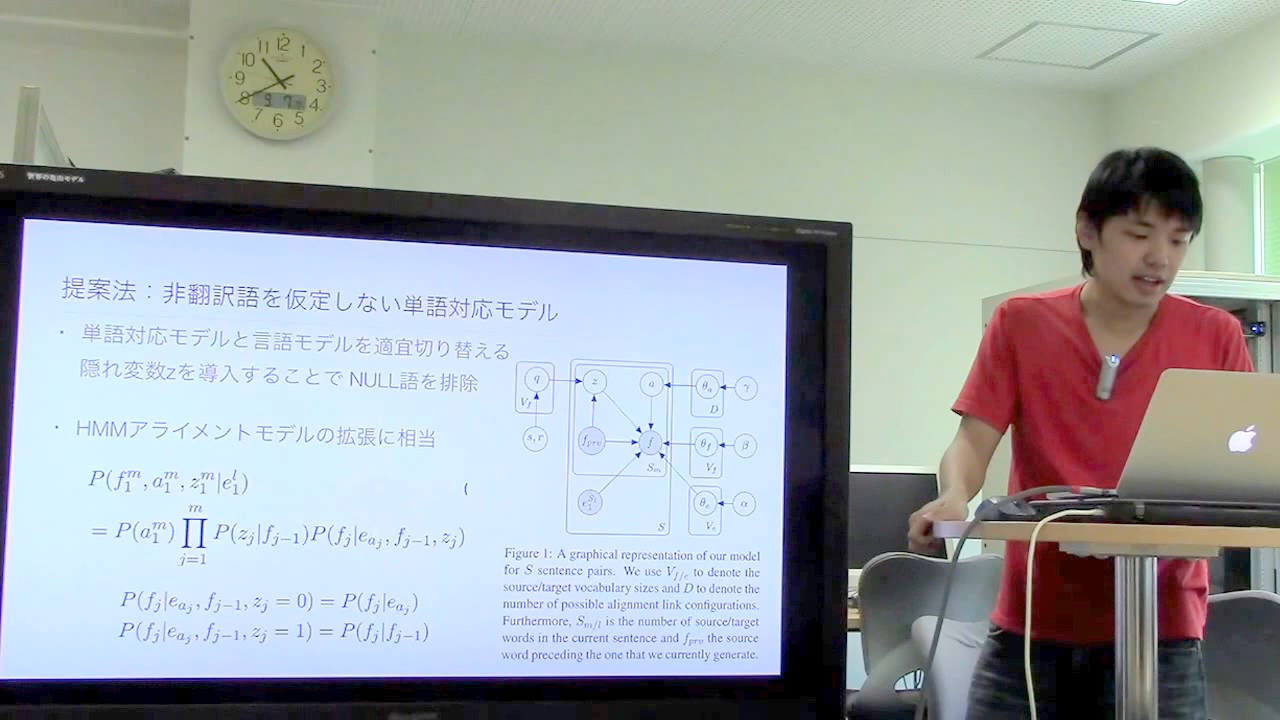 12
11
1
10
2
9
3
8
4
7
5
6
9 7
世界の亀山モデル
提案法：非翻訳語を仮定しない単語対応モデル
・ 単語対応モデルと言語モデルを適宜切り替える
隠れ変数zを導入することで NULL語を排除
・ HMMアライメントモデルの拡張に相当
P(f_1^m, a_1^m, z_1^m|e_1^l)
= P(a_1^m) ∏_{j=1}^{m} P(z_j|f_{j-1})P(f_j|e_{a_j}, f_{j-1}, z_j)
P(f_j|e_{a_j}, f_{j-1}, z_j = 0) = P(f_j|e_{a_j})
P(f_j|e_{a_j}, f_{j-1}, z_j = 1) = P(f_j|f_{j-1})
q z a θ_a γ
V_f D
s, r f_{prv} f θ_f β
S_m V_f
e_1^{S_l} θ_e α
S V_e
Figure 1: A graphical representation of our model
for S sentence pairs. We use V_{f/e} to denote the
source/target vocabulary sizes and D to denote the
number of possible alignment link configurations.
Furthermore, S_{m/l} is the number of source/target
words in the current sentence and f_{prv} the source
word preceding the one that we currently generate.